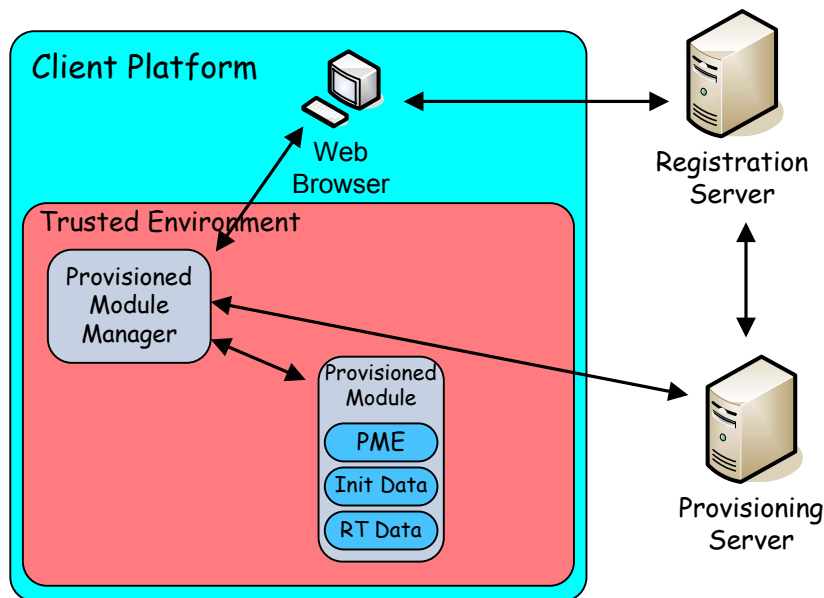 Client Platform
Web
Browser
Registration
Server
Trusted Environment
Provisioned
Module
Manager
Provisioned
Module
PME
Init Data
RT Data
Provisioning
Server